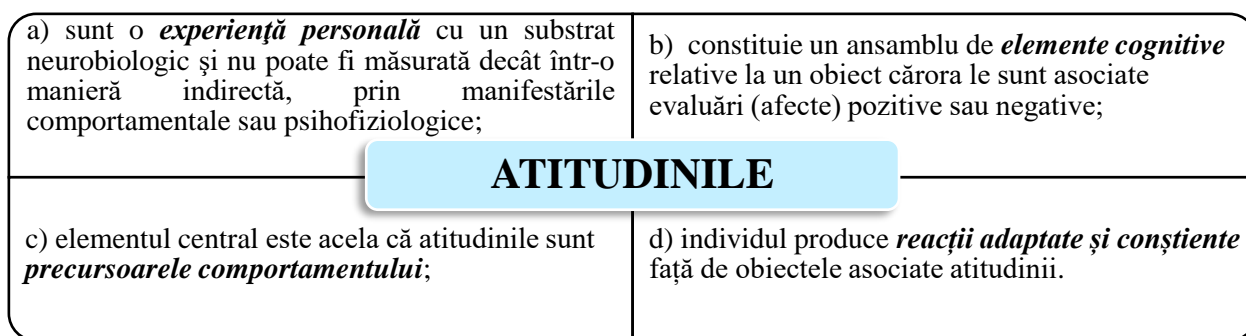 a) sunt o experienţă personală cu un substrat
neurobiologic şi nu poate fi măsurată decât într-o
manieră indirectă, prin manifestările
comportamentale sau psihofiziologice;
b) constituie un ansamblu de elemente cognitive
relative la un obiect cărora le sunt asociate
evaluări (afecte) pozitive sau negative;
ATITUDINILE
c) elementul central este acela că atitudinile sunt
precursoarele comportamentului;
d) individul produce reacții adaptate și conștiente
față de obiectele asociate atitudinii.